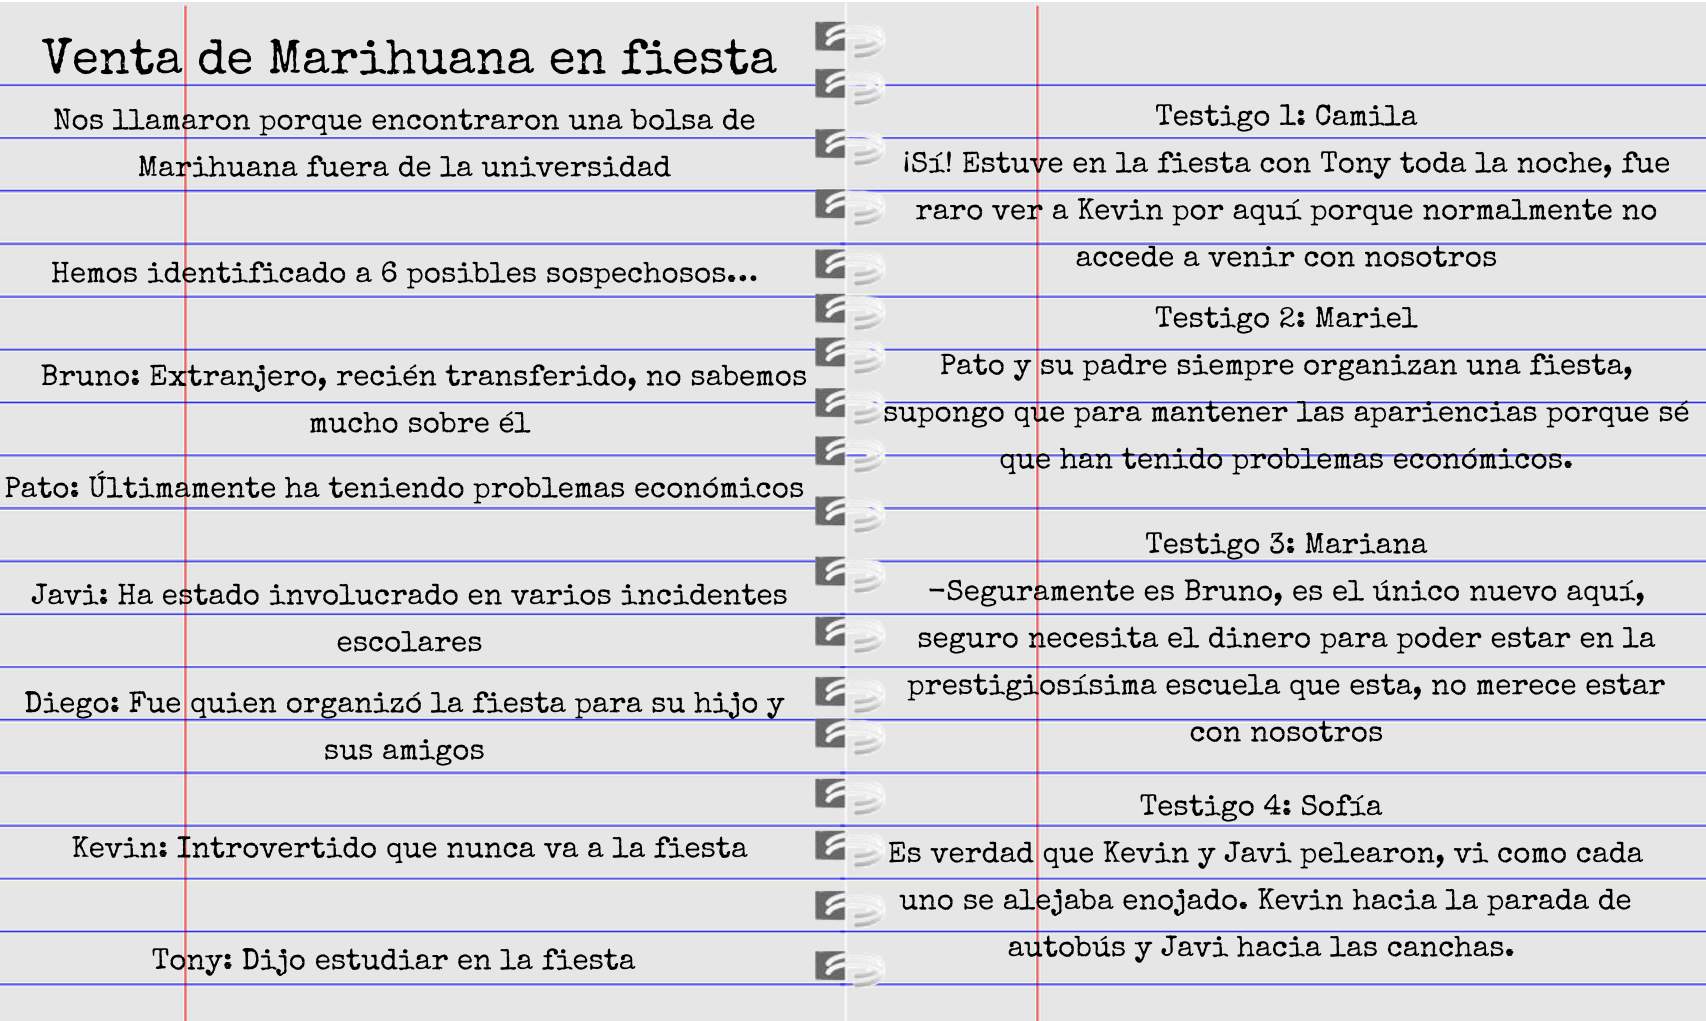 Venta de Marihuana en fiesta
Nos llamaron porque encontraron una bolsa de
Marihuana fuera de la universidad
Hemos identificado a 6 posibles sospechosos...
Bruno: Extranjero, recién transferido, no sabemos
mucho sobre él
Pato: Últimamente ha teniendo problemas económicos
Javi: Ha estado involucrado en varios incidentes
escolares
Diego: Fue quien organizó la fiesta para su hijo y
sus amigos
Kevin: Introvertido que nunca va a la fiesta
Tony: Dijo estudiar en la fiesta
Testigo 1: Camila
¡Sí! Estuve en la fiesta con Tony toda la noche, fue
raro ver a Kevin por aquí porque normalmente no
accede a venir con nosotros
Testigo 2: Mariel
Pato y su padre siempre organizan una fiesta,
supongo que para mantener las apariencias porque sé
que han tenido problemas económicos.
Testigo 3: Mariana
-Seguramente es Bruno, es el único nuevo aquí,
seguro necesita el dinero para poder estar en la
prestigiosísima escuela que esta, no merece estar
con nosotros
Testigo 4: Sofía
Es verdad que Kevin y Javi pelearon, vi como cada
uno se alejaba enojado. Kevin hacia la parada de
autobús y Javi hacia las canchas.